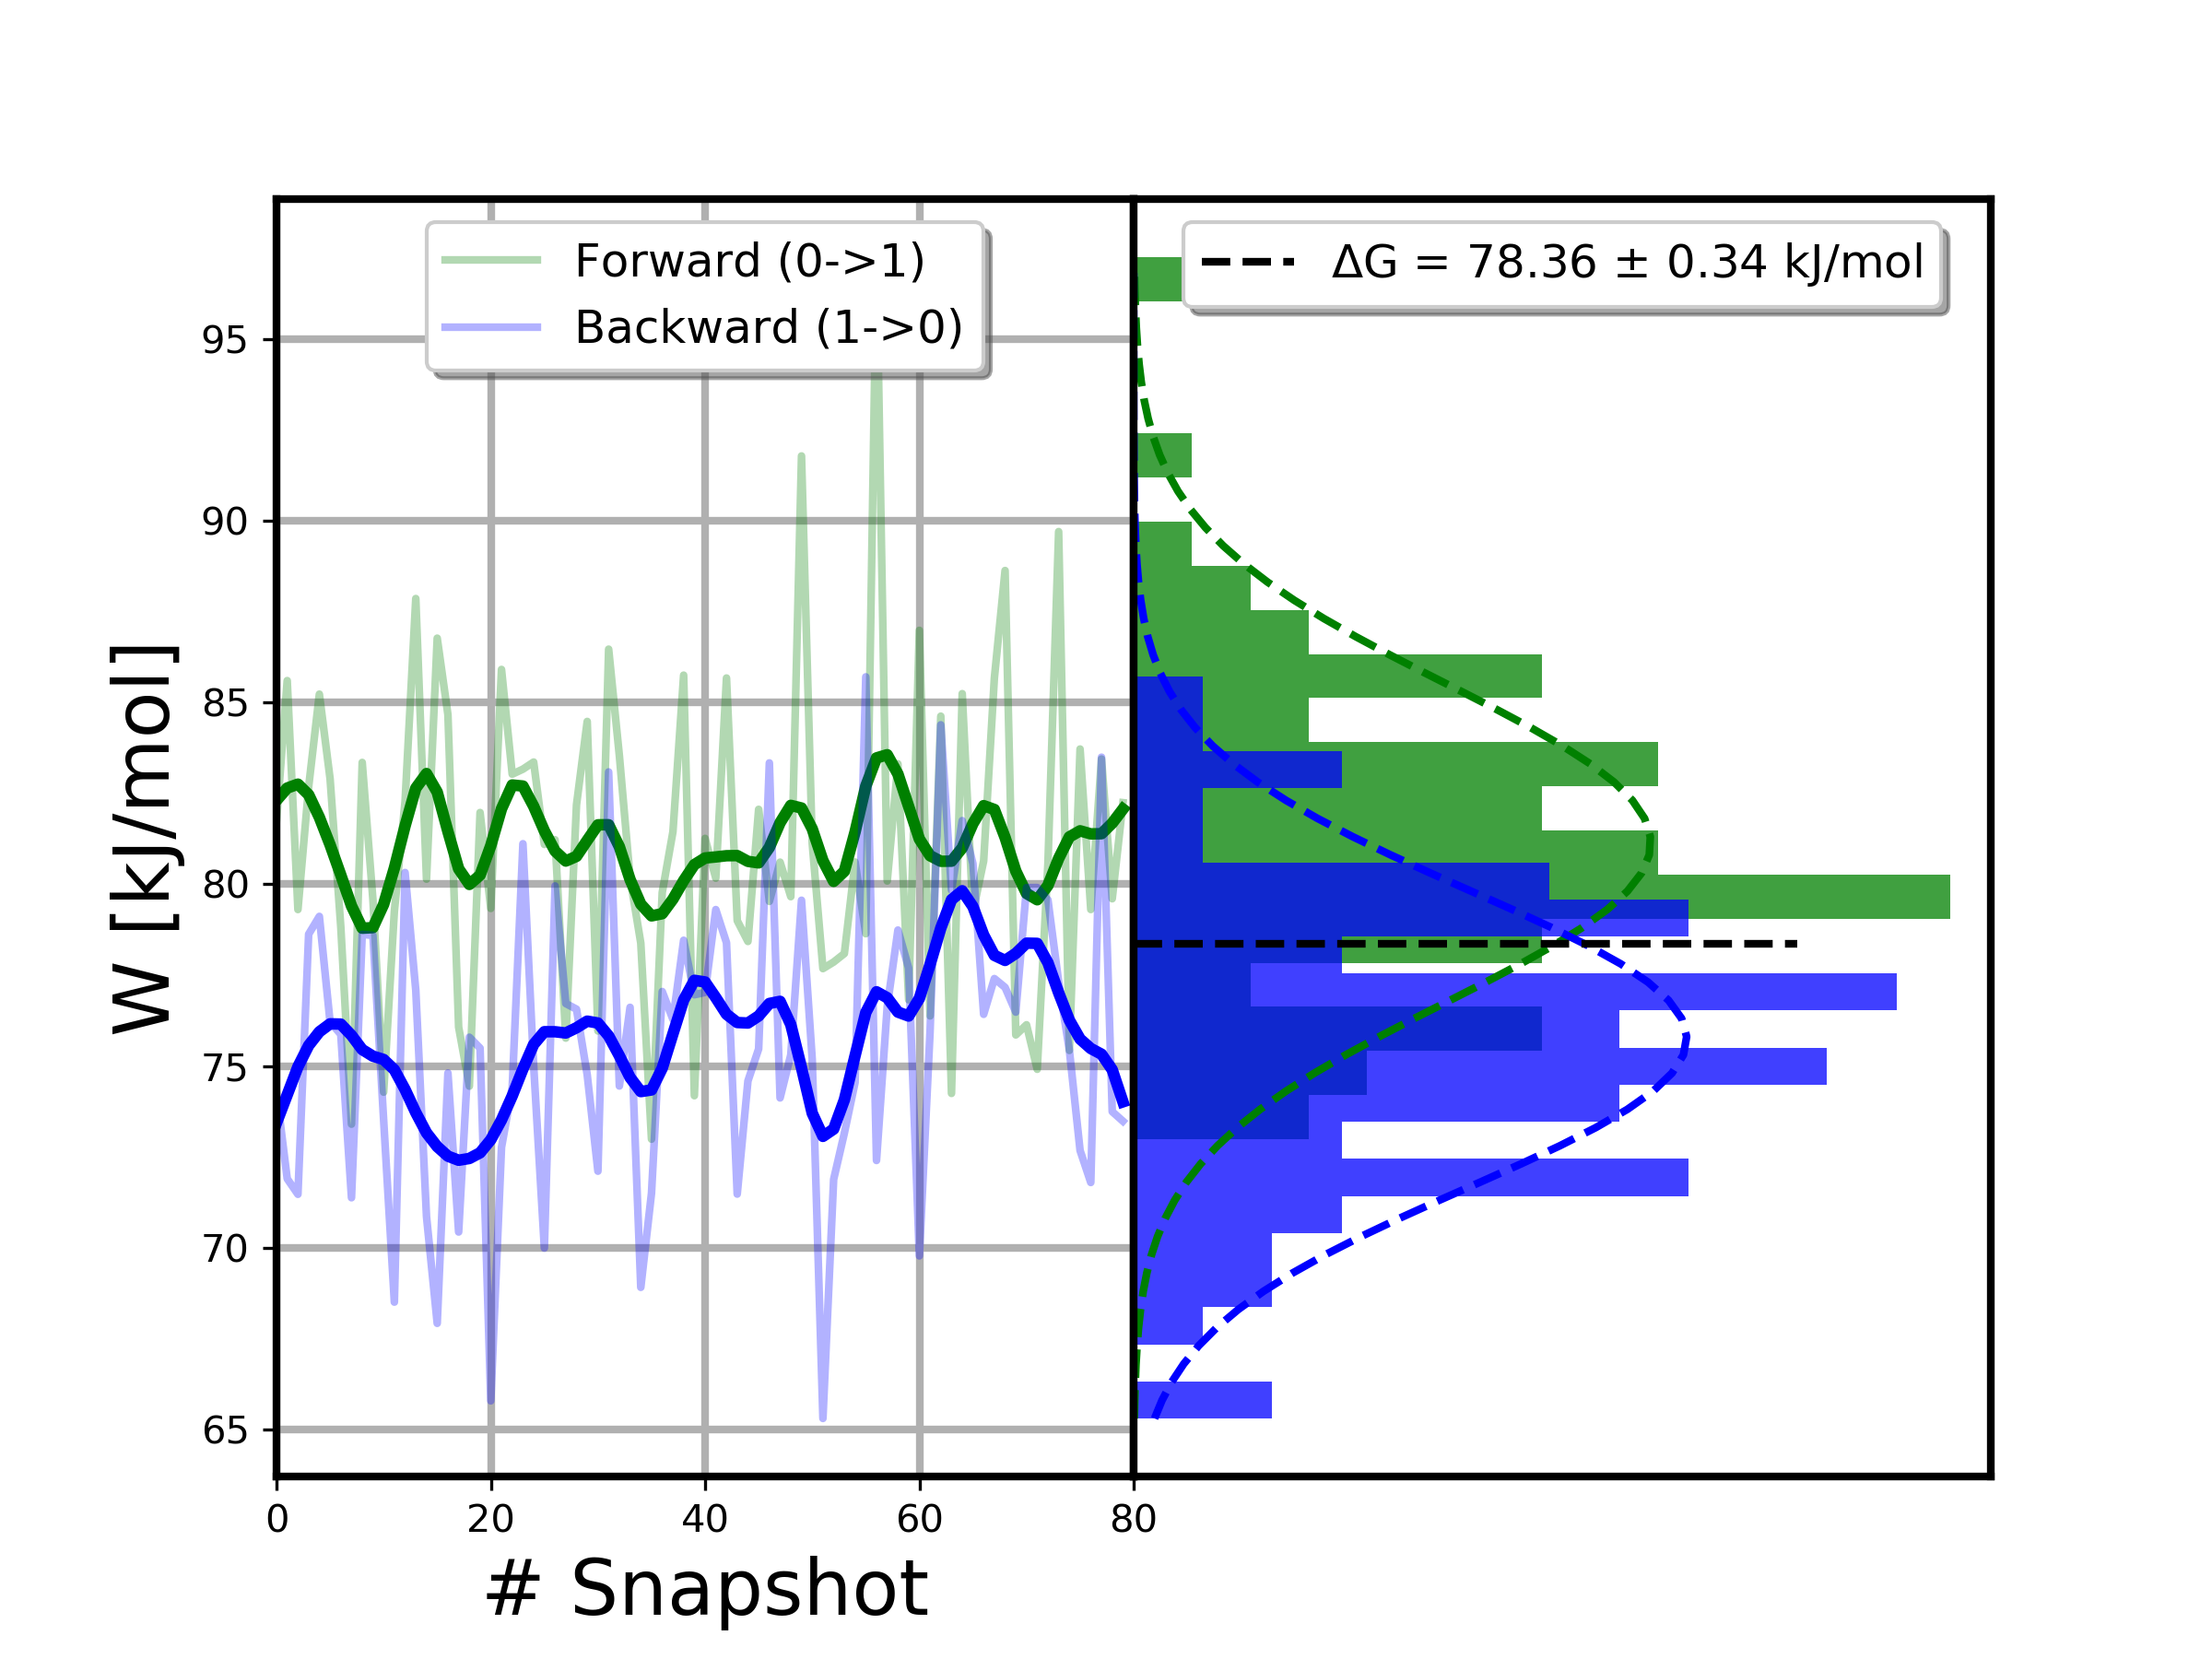 Forward (0->1)
Backward (1->0)
ΔG = 78.36 ± 0.34 kJ/mol
W [kJ/mol]
95
90
85
80
75
70
65
0 20 40 60 80
# Snapshot